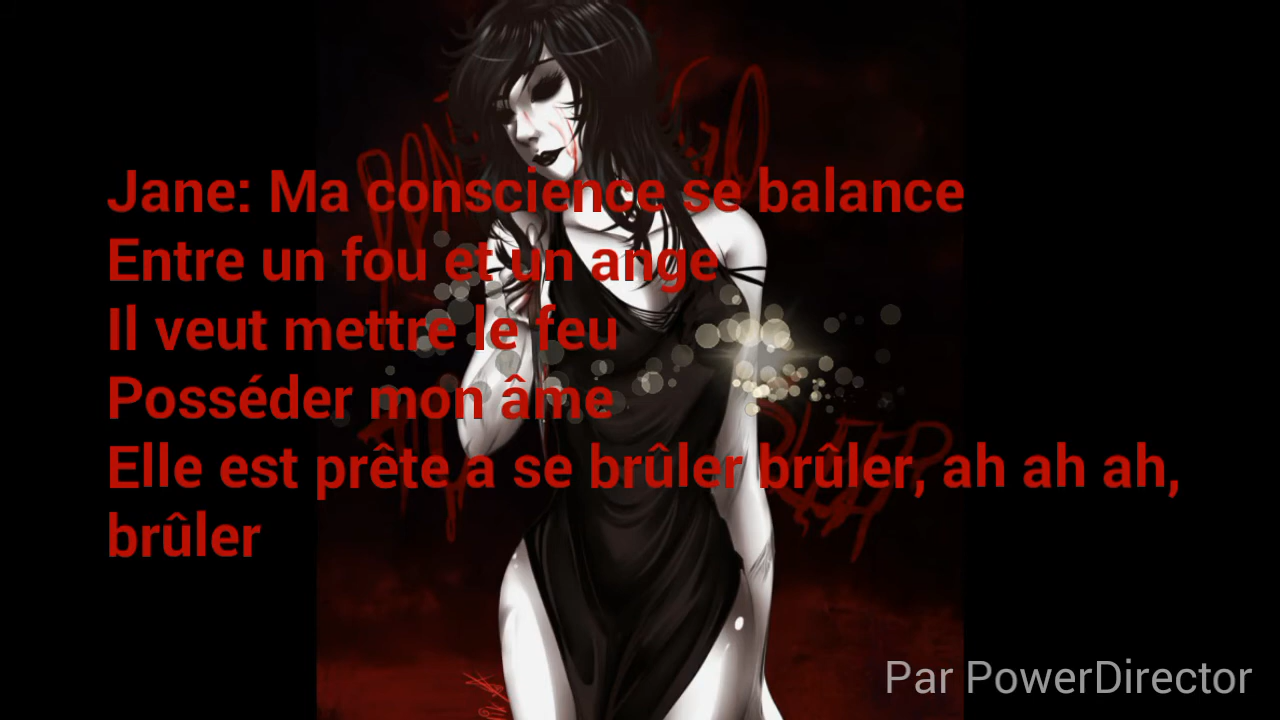 Jane: Ma conscience se balance
Entre un fou et un ange
Il veut mettre le feu
Posséder mon âme
Elle est prête a se brûler brûler, ah ah ah,
brûler
Par PowerDirector